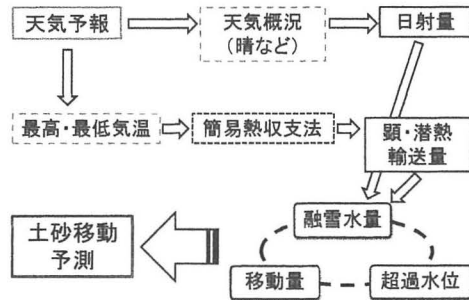 天気予報
天気概況
(晴など)
日射量
最高・最低気温
簡易熱収支法
顕・潜熱
輸送量
融雪水量
土砂移動
予測
移動量
超過水位